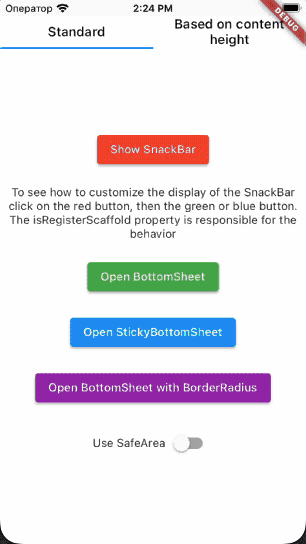 Оператор 2:24 PM
DEBUG
Standard
Based on content
height
Show SnackBar
To see how to customize the display of the SnackBar
click on the red button, then the green or blue button.
The isRegisterScaffold property is responsible for the
behavior
Open BottomSheet
Open StickyBottomSheet
Open BottomSheet with BorderRadius
Use SafeArea